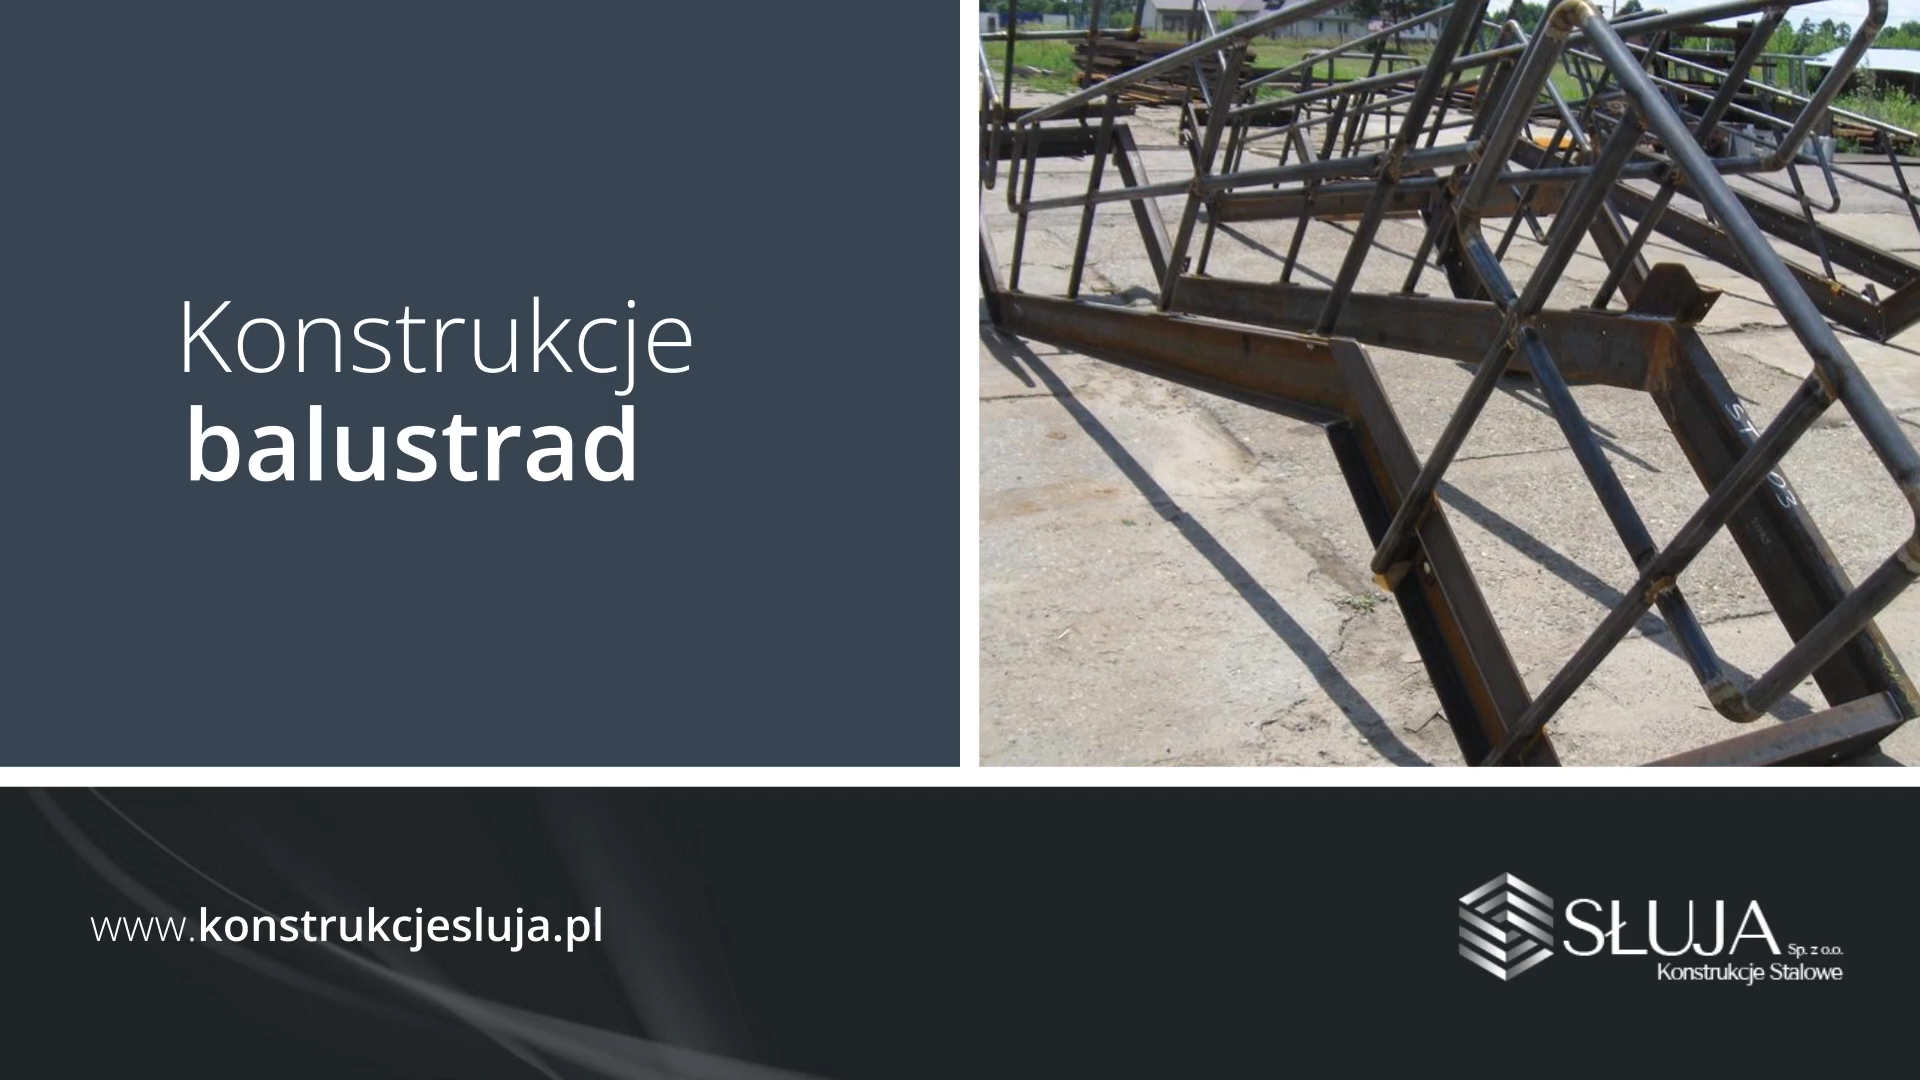 Konstrukcje
balustrad
www.konstrukcjesluja.pl
SŁUJA Sp. z o.o.
Konstrukcje Stalowe